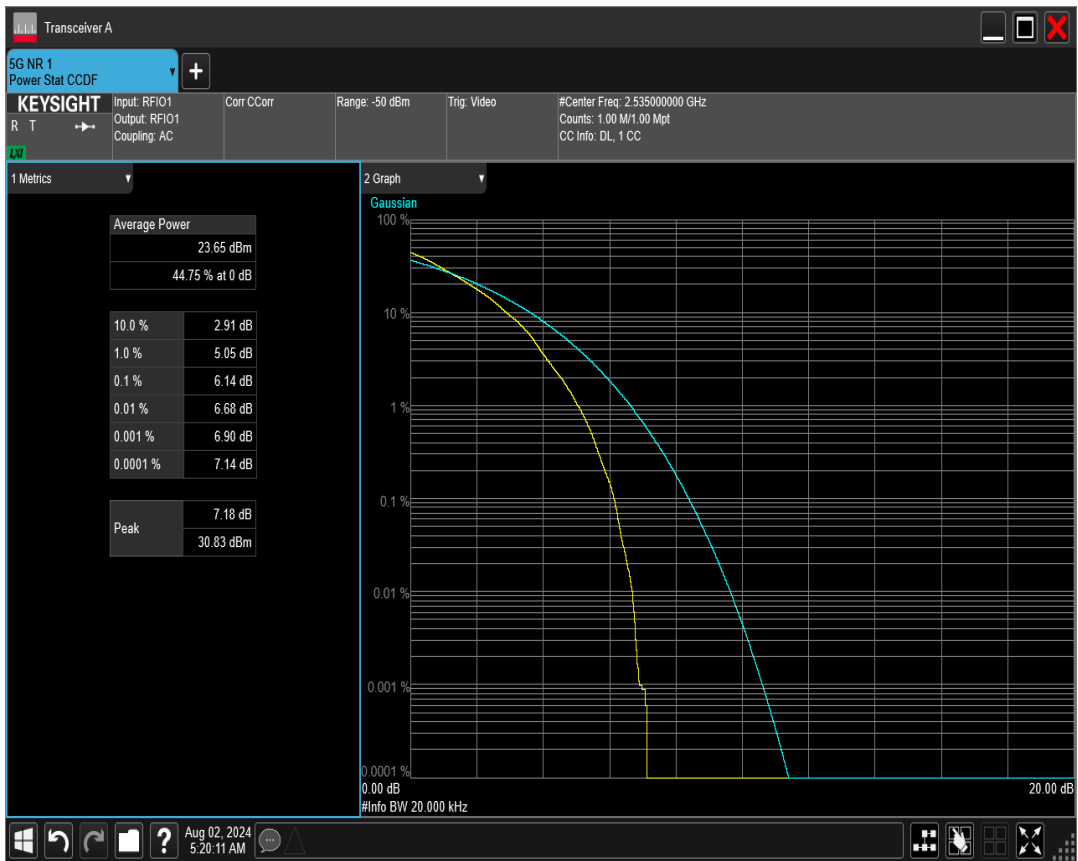 Transceiver A
5G NR 1
Power Stat CCDF
KEYSIGHT
R T
LXI
Input: RFIO1
Output: RFIO1
Coupling: AC
Corr CCorr
Range: -50 dBm
Trig: Video
#Center Freq: 2.535000000 GHz
Counts: 1.00 M/1.00 Mpt
CC Info: DL, 1 CC
1 Metrics
Average Power
23.65 dBm
44.75 % at 0 dB
10.0 % 2.91 dB
1.0 % 5.05 dB
0.1 % 6.14 dB
0.01 % 6.68 dB
0.001 % 6.90 dB
0.0001 % 7.14 dB
Peak
7.18 dB
30.83 dBm
2 Graph
Gaussian
100 %
10 %
1 %
0.1 %
0.01 %
0.001 %
0.0001 %
0.00 dB 20.00 dB
#Info BW 20.000 kHz
?
Aug 02, 2024
5:20:11 AM